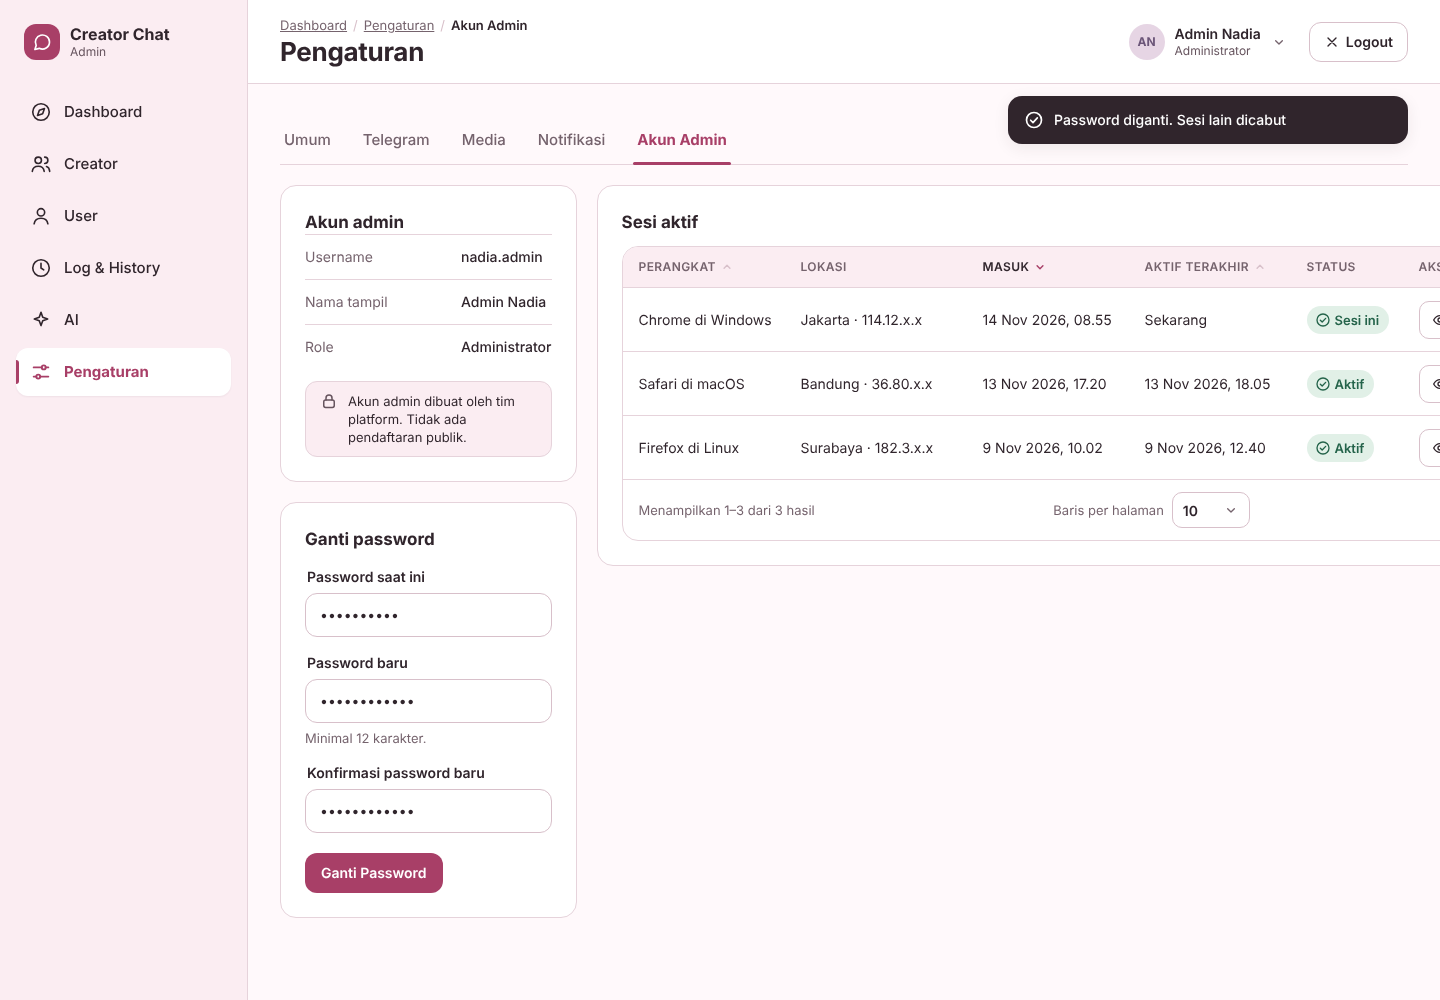 Creator Chat
Admin
Dashboard
Creator
User
Log & History
AI
Pengaturan
Dashboard / Pengaturan / Akun Admin
Pengaturan
AN
Admin Nadia
Administrator
Logout
Password diganti. Sesi lain dicabut
Umum Telegram Media Notifikasi Akun Admin
Akun admin
Username nadia.admin
Nama tampil Admin Nadia
Role Administrator
Akun admin dibuat oleh tim
platform. Tidak ada
pendaftaran publik.
Ganti password
Password saat ini
••••••••••
Password baru
••••••••••••
Minimal 12 karakter.
Konfirmasi password baru
••••••••••••
Ganti Password
Sesi aktif
PERANGKAT LOKASI MASUK AKTIF TERAKHIR STATUS AKS
Chrome di Windows Jakarta · 114.12.x.x 14 Nov 2026, 08.55 Sekarang Sesi ini
Safari di macOS Bandung · 36.80.x.x 13 Nov 2026, 17.20 13 Nov 2026, 18.05 Aktif
Firefox di Linux Surabaya · 182.3.x.x 9 Nov 2026, 10.02 9 Nov 2026, 12.40 Aktif
Menampilkan 1–3 dari 3 hasil Baris per halaman 10